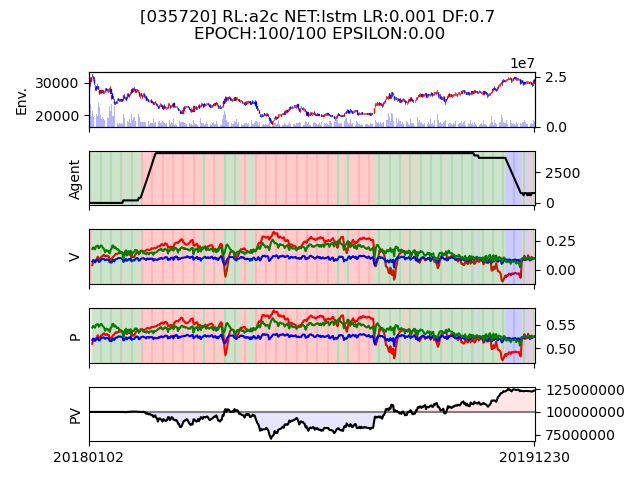 [035720] RL:a2c NET:lstm LR:0.001 DF:0.7
EPOCH:100/100 EPSILON:0.00
1e7
Env.
30000
20000
2.5
0.0
Agent
2500
0
V
0.25
0.00
P
0.55
0.50
PV
125000000
100000000
75000000
20180102
20191230